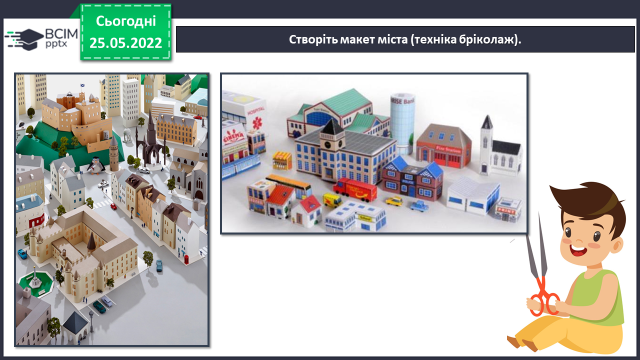 ВСІМ
pptx
Сьогодні
25.05.2022
Створіть макет міста (техніка бріколаж).